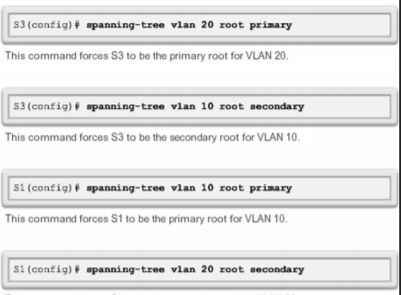 S3(config)# spanning-tree vlan 20 root primary
This command forces S3 to be the primary root for VLAN 20.
S3(config)# spanning-tree vlan 10 root secondary
This command forces S3 to be the secondary root for VLAN 10.
S1(config)# spanning-tree vlan 10 root primary
This command forces S1 to be the primary root for VLAN 10.
S1(config)# spanning-tree vlan 20 root secondary